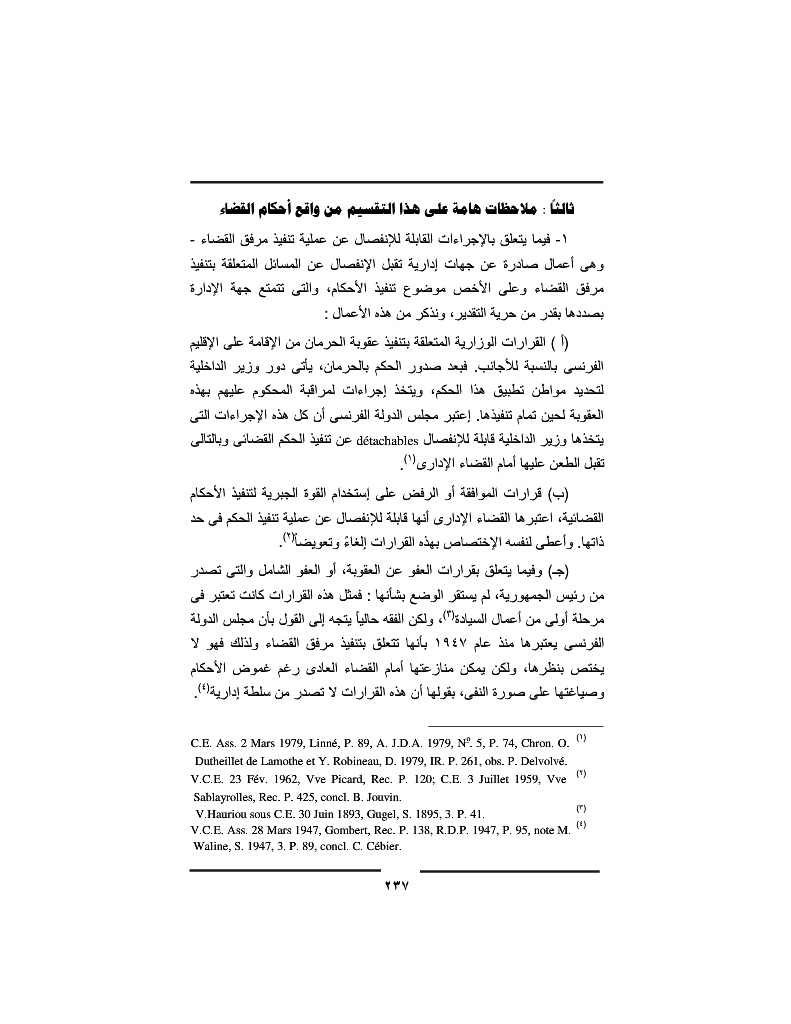 ثالثاً : ملاحظات هامة على هذا التقسيم من واقع أحكام القضاء
١- فيما يتعلق بالإجراءات القابلة للإنفصال عن عملية تنفيذ مرفق القضاء -
وهى أعمال صادرة عن جهات إدارية تقبل الإنفصال عن المسائل المتعلقة بتنفيذ
مرفق القضاء وعلى الأخص موضوع تنفيذ الأحكام، والتى تتمتع جهة الإدارة
بصددها بقدر من حرية التقدير، ونذكر من هذه الأعمال :
(أ ) القرارات الوزارية المتعلقة بتنفيذ عقوبة الحرمان من الإقامة على الإقليم
الفرنسى بالنسبة للأجانب. فبعد صدور الحكم بالحرمان، يأتى دور وزير الداخلية
لتحديد مواطن تطبيق هذا الحكم، ويتخذ إجراءات لمراقبة المحكوم عليهم بهذه
العقوبة لحين تمام تنفيذها. إعتبر مجلس الدولة الفرنسى أن كل هذه الإجراءات التى
يتخذها وزير الداخلية قابلة للإنفصال détachables عن تنفيذ الحكم القضائى وبالتالى
تقبل الطعن عليها أمام القضاء الإدارى(١).
(ب) قرارات الموافقة أو الرفض على إستخدام القوة الجبرية لتنفيذ الأحكام
القضائية، اعتبرها القضاء الإدارى أنها قابلة للإنفصال عن عملية تنفيذ الحكم فى حد
ذاتها. وأعطى لنفسه الإختصاص بهذه القرارات إلغاءً وتعويضاً(٢).
(جـ) وفيما يتعلق بقرارات العفو عن العقوبة، أو العفو الشامل والتى تصدر
من رئيس الجمهورية، لم يستقر الوضع بشأنها : فمثل هذه القرارات كانت تعتبر فى
مرحلة أولى من أعمال السيادة(٣)، ولكن الفقه حالياً يتجه إلى القول بأن مجلس الدولة
الفرنسى يعتبرها منذ عام ١٩٤٧ بأنها تتعلق بتنفيذ مرفق القضاء ولذلك فهو لا
يختص بنظرها، ولكن يمكن منازعتها أمام القضاء العادى رغم غموض الأحكام
وصياغتها على صورة النفى، بقولها أن هذه القرارات لا تصدر من سلطة إدارية(٤).
(١) C.E. Ass. 2 Mars 1979, Linné, P. 89, A. J.D.A. 1979, Nº. 5, P. 74, Chron. O.
Dutheillet de Lamothe et Y. Robineau, D. 1979, IR. P. 261, obs. P. Delvolvé.
(٢) V.C.E. 23 Fév. 1962, Vve Picard, Rec. P. 120; C.E. 3 Juillet 1959, Vve
Sablayrolles, Rec. P. 425, concl. B. Jouvin.
(٣) V.Hauriou sous C.E. 30 Juin 1893, Gugel, S. 1895, 3. P. 41.
(٤) V.C.E. Ass. 28 Mars 1947, Gombert, Rec. P. 138, R.D.P. 1947, P. 95, note M.
Waline, S. 1947, 3. P. 89, concl. C. Cébier.
٢٣٧